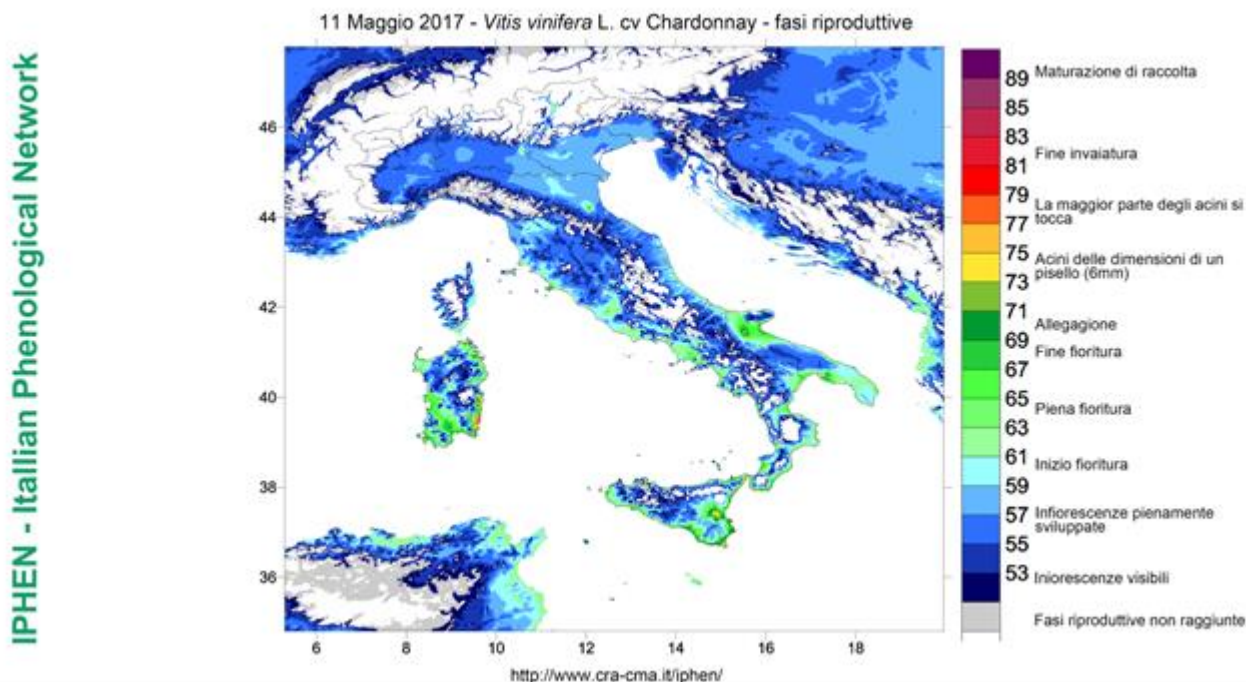 IPHEN - Itallian Phenological Network
11 Maggio 2017 - Vitis vinifera L. cv Chardonnay - fasi riproduttive
46
44
42
40
38
36
6
8
10
12
14
16
18
http://www.cra-cma.it/iphen/
89
85
83
81
79
77
75
73
71
69
67
65
63
61
59
57
55
53
Maturazione di raccolta
Fine invaiatura
La maggior parte degli acini si
tocca
Acini delle dimensioni di un
pisello (6mm)
Allegagione
Fine fioritura
Piena fioritura
Inizio fioritura
Infiorescenze pienamente
sviluppate
Iniorescenze visibili
Fasi riproduttive non raggiunte